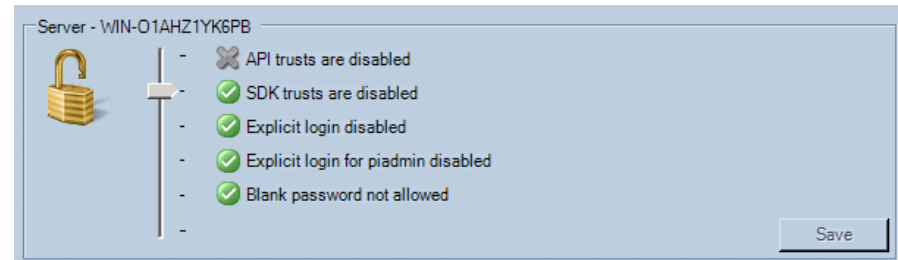 Server - WIN-O1AHZ1YK6PB
API trusts are disabled
SDK trusts are disabled
Explicit login disabled
Explicit login for piadmin disabled
Blank password not allowed
Save